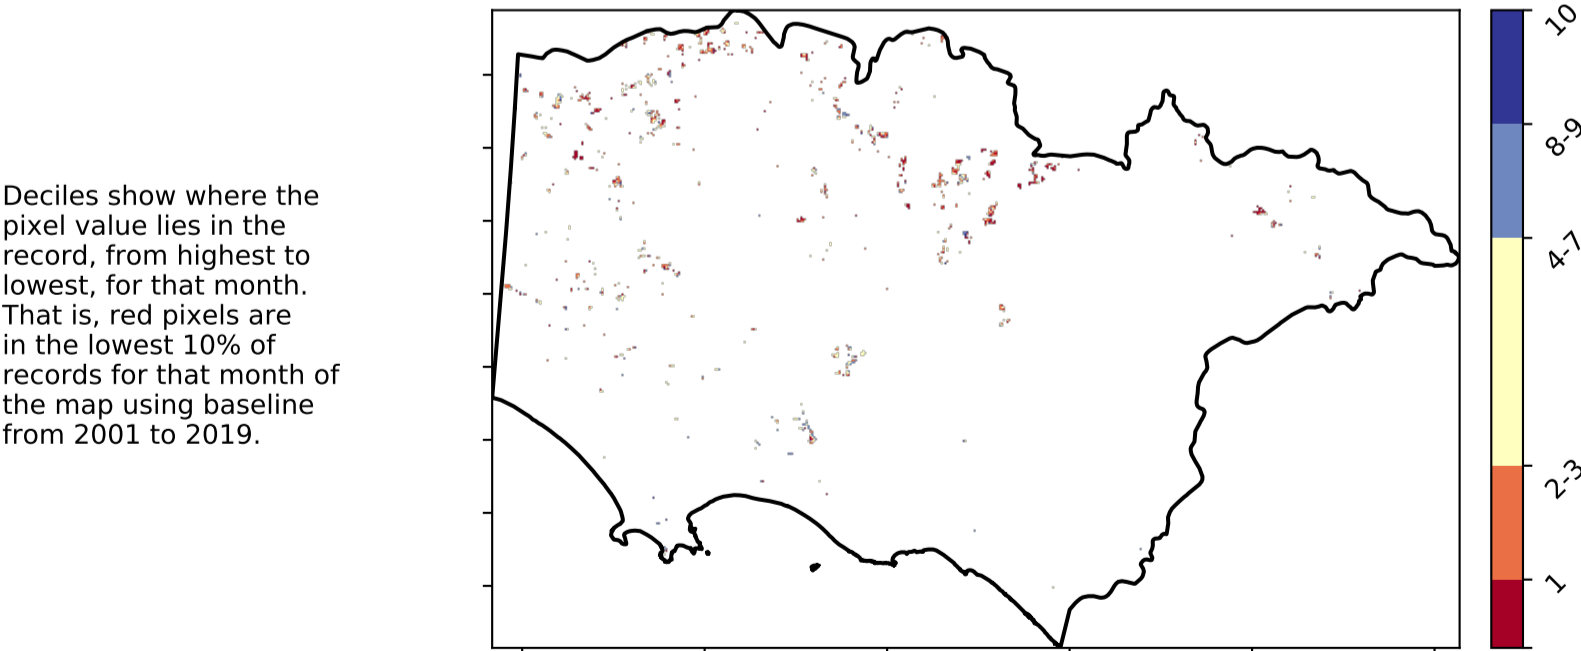 Deciles show where the
pixel value lies in the
record, from highest to
lowest, for that month.
That is, red pixels are
in the lowest 10% of
records for that month of
the map using baseline
from 2001 to 2019.
10
8-9
4-7
2-3
1